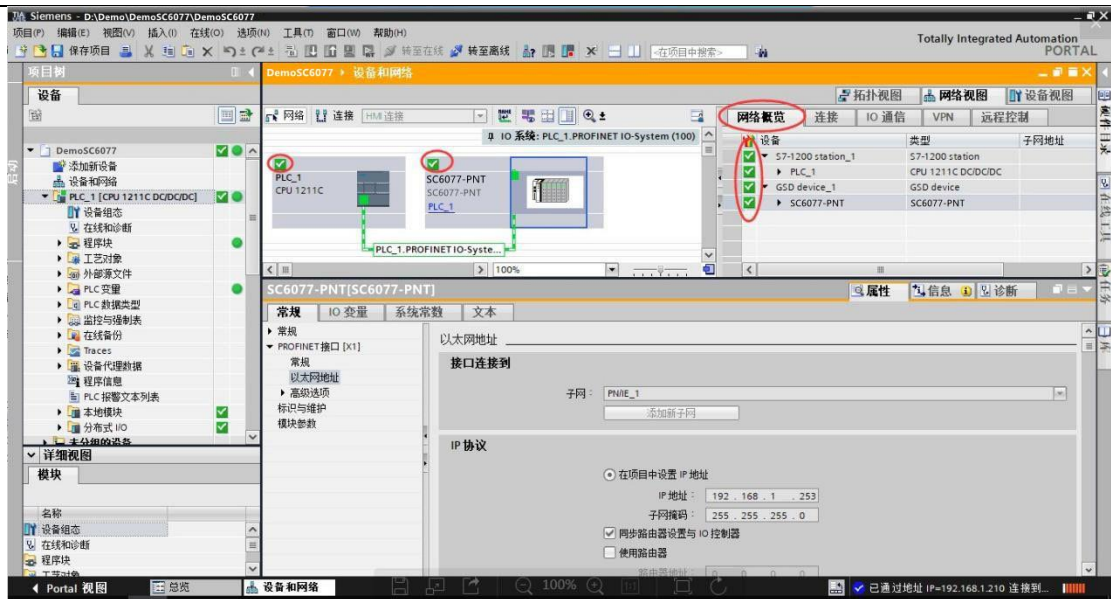 Siemens - D:\Demo\DemoSC6077\DemoSC6077
项目(P) 编辑(E) 视图(V) 插入(I) 在线(O) 选项(N) 工具(T) 窗口(W) 帮助(H)
Totally Integrated Automation
PORTAL
保存项目 转至在线 转至离线 <在项目中搜索>
项目树
DemoSC6077 ▸ 设备和网络
设备
拓扑视图 网络视图 设备视图
网络 连接 HMI 连接
网络概览 连接 IO 通信 VPN 远程控制
IO 系统: PLC_1.PROFINET IO-System (100)
设备 类型 子网地址
S7-1200 station_1 S7-1200 station
PLC_1 CPU 1211C DC/DC/DC
GSD device_1 GSD device
SC6077-PNT SC6077-PNT
PLC_1
CPU 1211C
SC6077-PNT
SC6077-PNT
PLC_1
PLC_1.PROFINET IO-Syste...
100%
DemoSC6077
添加新设备
设备和网络
PLC_1 [CPU 1211C DC/DC/DC]
设备组态
在线和诊断
程序块
工艺对象
外部源文件
PLC 变量
PLC 数据类型
监控与强制表
在线备份
Traces
设备代理数据
程序信息
PLC 报警文本列表
本地模块
分布式 I/O
未分组的设备
详细视图
模块
名称
设备组态
在线和诊断
程序块
工艺对象
SC6077-PNT[SC6077-PNT]
属性 信息 诊断
常规 IO 变量 系统常数 文本
常规
PROFINET接口 [X1]
常规
以太网地址
高级选项
标识与维护
模块参数
以太网地址
接口连接到
子网: PN/IE_1
添加新子网
IP 协议
在项目中设置 IP 地址
IP 地址: 192 . 168 . 1 . 253
子网掩码: 255 . 255 . 255 . 0
同步路由器设置与 IO 控制器
使用路由器
路由器地址: 0 . 0 . 0 . 0
Portal 视图 总览 设备和网络
100% 1:1
已通过地址 IP=192.168.1.210 连接到...